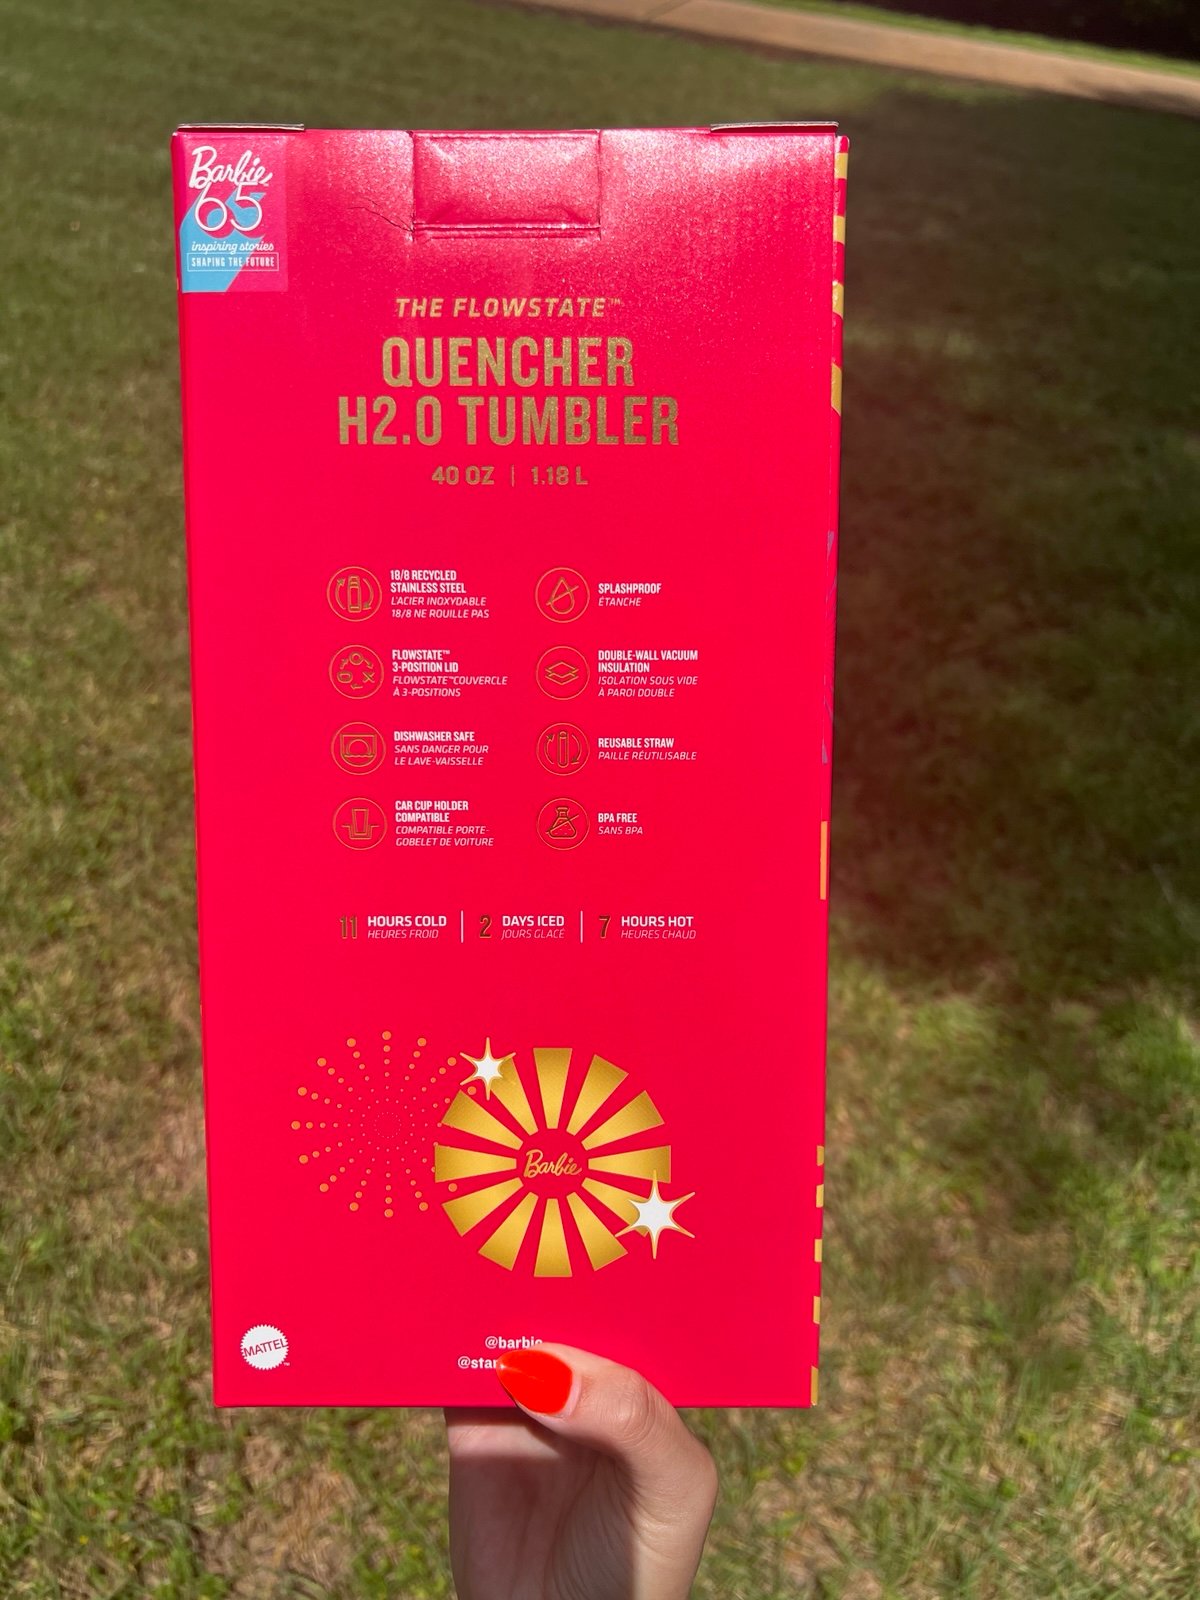 Barbie
65
inspiring stories
SHAPING THE FUTURE
THE FLOWSTATE™
QUENCHER
H2.0 TUMBLER
40 OZ | 1.18 L
18/8 RECYCLED
STAINLESS STEEL
L'ACIER INOXYDABLE
18/8 NE ROUILLE PAS
SPLASHPROOF
ÉTANCHE
FLOWSTATE™
3-POSITION LID
FLOWSTATE™COUVERCLE
À 3-POSITIONS
DOUBLE-WALL VACUUM
INSULATION
ISOLATION SOUS VIDE
À PAROI DOUBLE
DISHWASHER SAFE
SANS DANGER POUR
LE LAVE-VAISSELLE
REUSABLE STRAW
PAILLE RÉUTILISABLE
CAR CUP HOLDER
COMPATIBLE
COMPATIBLE PORTE-
GOBELET DE VOITURE
BPA FREE
SANS BPA
11 HOURS COLD
HEURES FROID
2 DAYS ICED
JOURS GLACÉ
7 HOURS HOT
HEURES CHAUD
Barbie
MATTEL™
@barbie